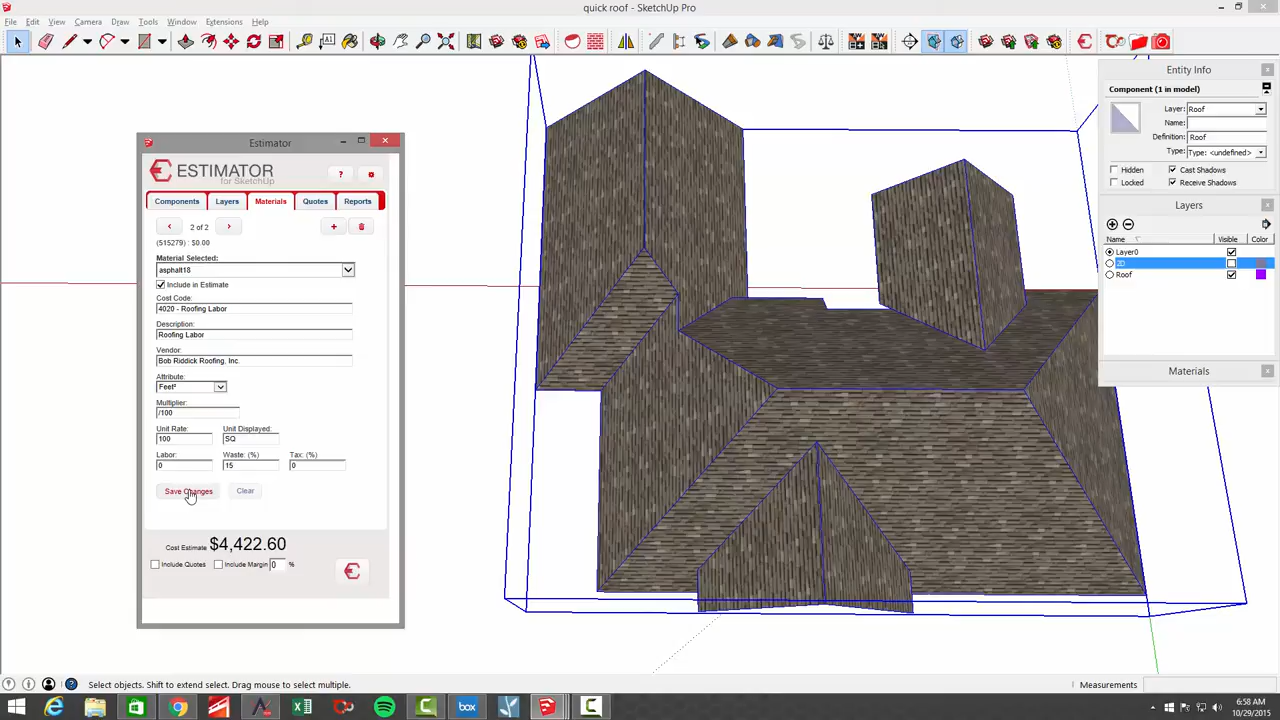 quick roof - SketchUp Pro
File Edit View Camera Draw Tools Window Extensions Help
Entity Info
Component (1 in model)
Layer: Roof
Name:
Definition: Roof
Type: Type: <undefined>
Hidden Cast Shadows
Locked Receive Shadows
Layers
Name Visible Color
Layer0
2D
Roof
Materials
Estimator
ESTIMATOR
for SketchUp
?
Components Layers Materials Quotes Reports
2 of 2
(515279) : $0.00
Material Selected:
asphalt18
Include in Estimate
Cost Code:
4020 - Roofing Labor
Description:
Roofing Labor
Vendor:
Bob Riddick Roofing, Inc.
Attribute:
Feet²
Multiplier:
/100
Unit Rate: Unit Displayed:
100 SQ
Labor: Waste: (%) Tax: (%)
0 15 0
Save Changes Clear
Cost Estimate $4,422.60
Include Quotes Include Margin 0 %
Select objects. Shift to extend select. Drag mouse to select multiple.
Measurements
box
6:58 AM
10/29/2015